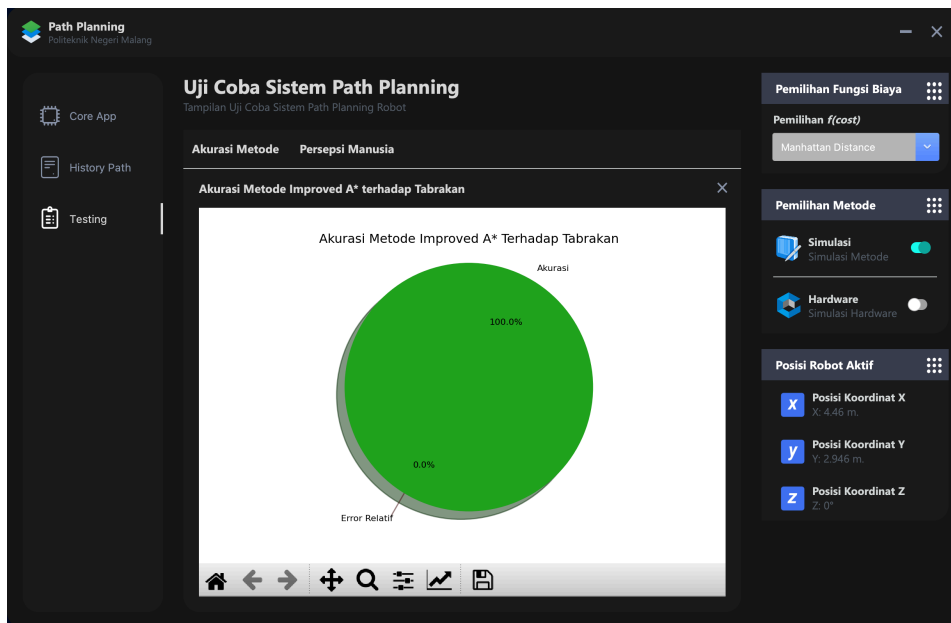 Path Planning
Politeknik Negeri Malang
Core App
History Path
Testing
Uji Coba Sistem Path Planning
Tampilan Uji Coba Sistem Path Planning Robot
Akurasi Metode Persepsi Manusia
Akurasi Metode Improved A* terhadap Tabrakan
Akurasi Metode Improved A* Terhadap Tabrakan
Akurasi
100.0%
0.0%
Error Relatif
Pemilihan Fungsi Biaya
Pemilihan f(cost)
Manhattan Distance
Pemilihan Metode
Simulasi
Simulasi Metode
Hardware
Simulasi Hardware
Posisi Robot Aktif
X
Posisi Koordinat X
X: 4.46 m.
y
Posisi Koordinat Y
Y: 2.946 m.
Z
Posisi Koordinat Z
Z: 0°